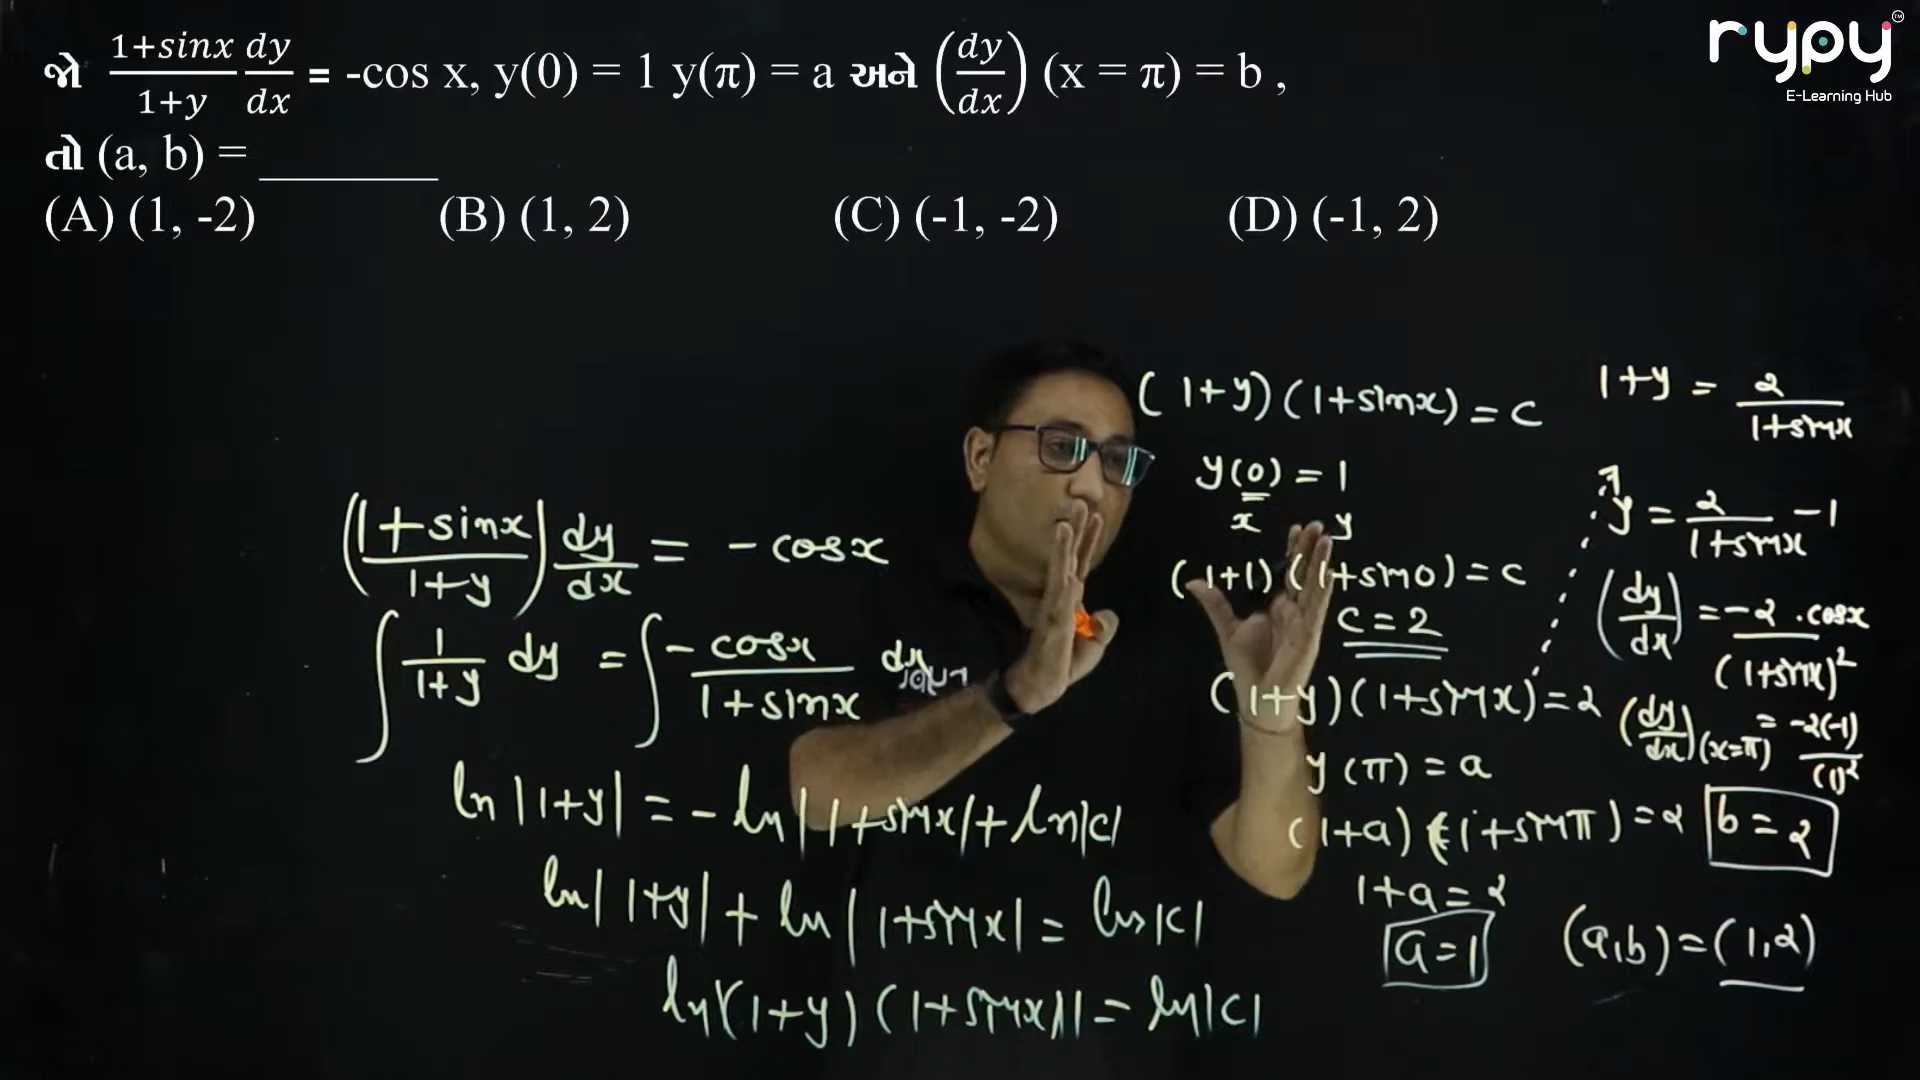 જો (1+sinx)/(1+y) dy/dx = -cos x, y(0) = 1 y(π) = a અને (dy/dx) (x = π) = b ,
તો (a, b) = ________
(A) (1, -2) (B) (1, 2) (C) (-1, -2) (D) (-1, 2)
rypy ™
E-Learning Hub
((1+sinx)/(1+y)) dy/dx = - cosx
∫ 1/(1+y) dy = ∫ - cosx/(1+sinx) dx
ln |1+y| = - ln |1+sinx| + ln|c|
ln| 1+y| + ln | 1+sinx| = ln |c|
ln |(1+y) (1+sinx)| = ln|c|
(1+y)(1+sinx) = c
y(0) = 1
x y
(1+1) (1+sin0) = c
c = 2
(1+y)(1+sinx) = 2
y (π) = a
(1+a) (1+sinπ) = 2
1+a = 2
a = 1
1+y = 2/(1+sinx)
y = 2/(1+sinx) - 1
(dy/dx) = -2 . cosx/(1+sinx)²
(dy/dx)(x=π) = -2(-1)/(1)²
b = 2
(a,b) = (1,2)